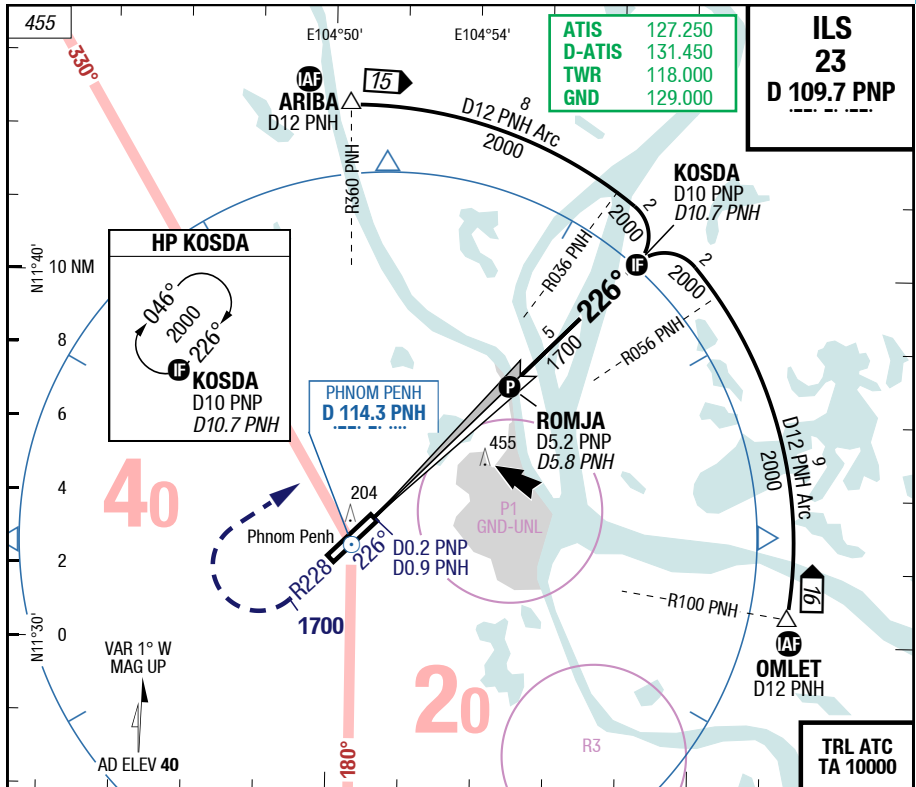 455
E104°50'
E104°54'
ATIS 127.250
D-ATIS 131.450
TWR 118.000
GND 129.000
ILS
23
D 109.7 PNP
330°
IAF
ARIBA
D12 PNH
15
8
D12 PNH Arc
2000
R360 PNH
KOSDA
D10 PNP
D10.7 PNH
2
2000
IF
2
2000
R036 PNH
226°
R056 PNH
5
1700
HP KOSDA
046°
2000
226°
IF
KOSDA
D10 PNP
D10.7 PNH
N11°40'
10 NM
8
6
4
2
0
N11°30'
PHNOM PENH
D 114.3 PNH
P
ROMJA
D5.2 PNP
D5.8 PNH
455
9
D12 PNH Arc
2000
40
204
P1
GND-UNL
Phnom Penh
226°
D0.2 PNP
D0.9 PNH
R228
1700
R100 PNH
16
IAF
OMLET
D12 PNH
VAR 1° W
MAG UP
AD ELEV 40
20
180°
R3
TRL ATC
TA 10000